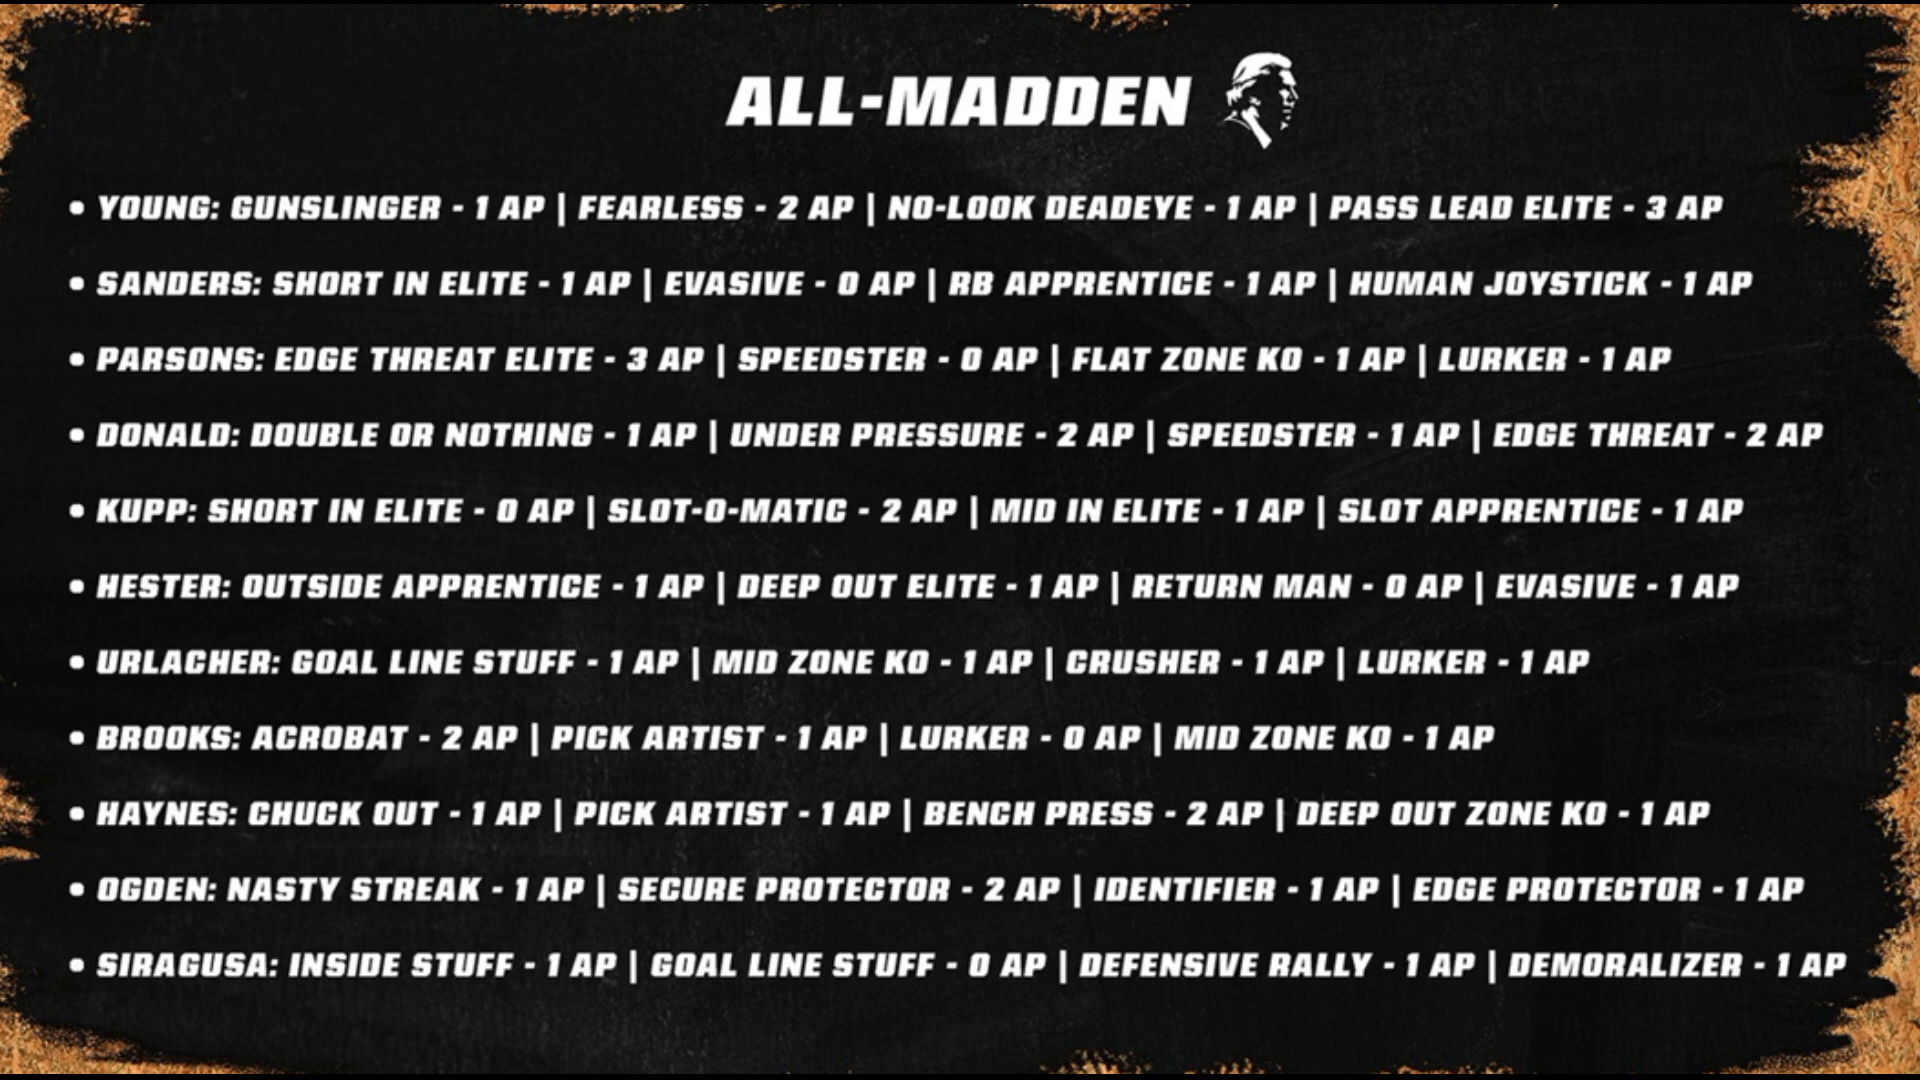 ALL-MADDEN
• YOUNG: GUNSLINGER - 1 AP | FEARLESS - 2 AP | NO-LOOK DEADEYE - 1 AP | PASS LEAD ELITE - 3 AP
• SANDERS: SHORT IN ELITE - 1 AP | EVASIVE - 0 AP | RB APPRENTICE - 1 AP | HUMAN JOYSTICK - 1 AP
• PARSONS: EDGE THREAT ELITE - 3 AP | SPEEDSTER - 0 AP | FLAT ZONE KO - 1 AP | LURKER - 1 AP
• DONALD: DOUBLE OR NOTHING - 1 AP | UNDER PRESSURE - 2 AP | SPEEDSTER - 1 AP | EDGE THREAT - 2 AP
• KUPP: SHORT IN ELITE - 0 AP | SLOT-O-MATIC - 2 AP | MID IN ELITE - 1 AP | SLOT APPRENTICE - 1 AP
• HESTER: OUTSIDE APPRENTICE - 1 AP | DEEP OUT ELITE - 1 AP | RETURN MAN - 0 AP | EVASIVE - 1 AP
• URLACHER: GOAL LINE STUFF - 1 AP | MID ZONE KO - 1 AP | CRUSHER - 1 AP | LURKER - 1 AP
• BROOKS: ACROBAT - 2 AP | PICK ARTIST - 1 AP | LURKER - 0 AP | MID ZONE KO - 1 AP
• HAYNES: CHUCK OUT - 1 AP | PICK ARTIST - 1 AP | BENCH PRESS - 2 AP | DEEP OUT ZONE KO - 1 AP
• OGDEN: NASTY STREAK - 1 AP | SECURE PROTECTOR - 2 AP | IDENTIFIER - 1 AP | EDGE PROTECTOR - 1 AP
• SIRAGUSA: INSIDE STUFF - 1 AP | GOAL LINE STUFF - 0 AP | DEFENSIVE RALLY - 1 AP | DEMORALIZER - 1 AP